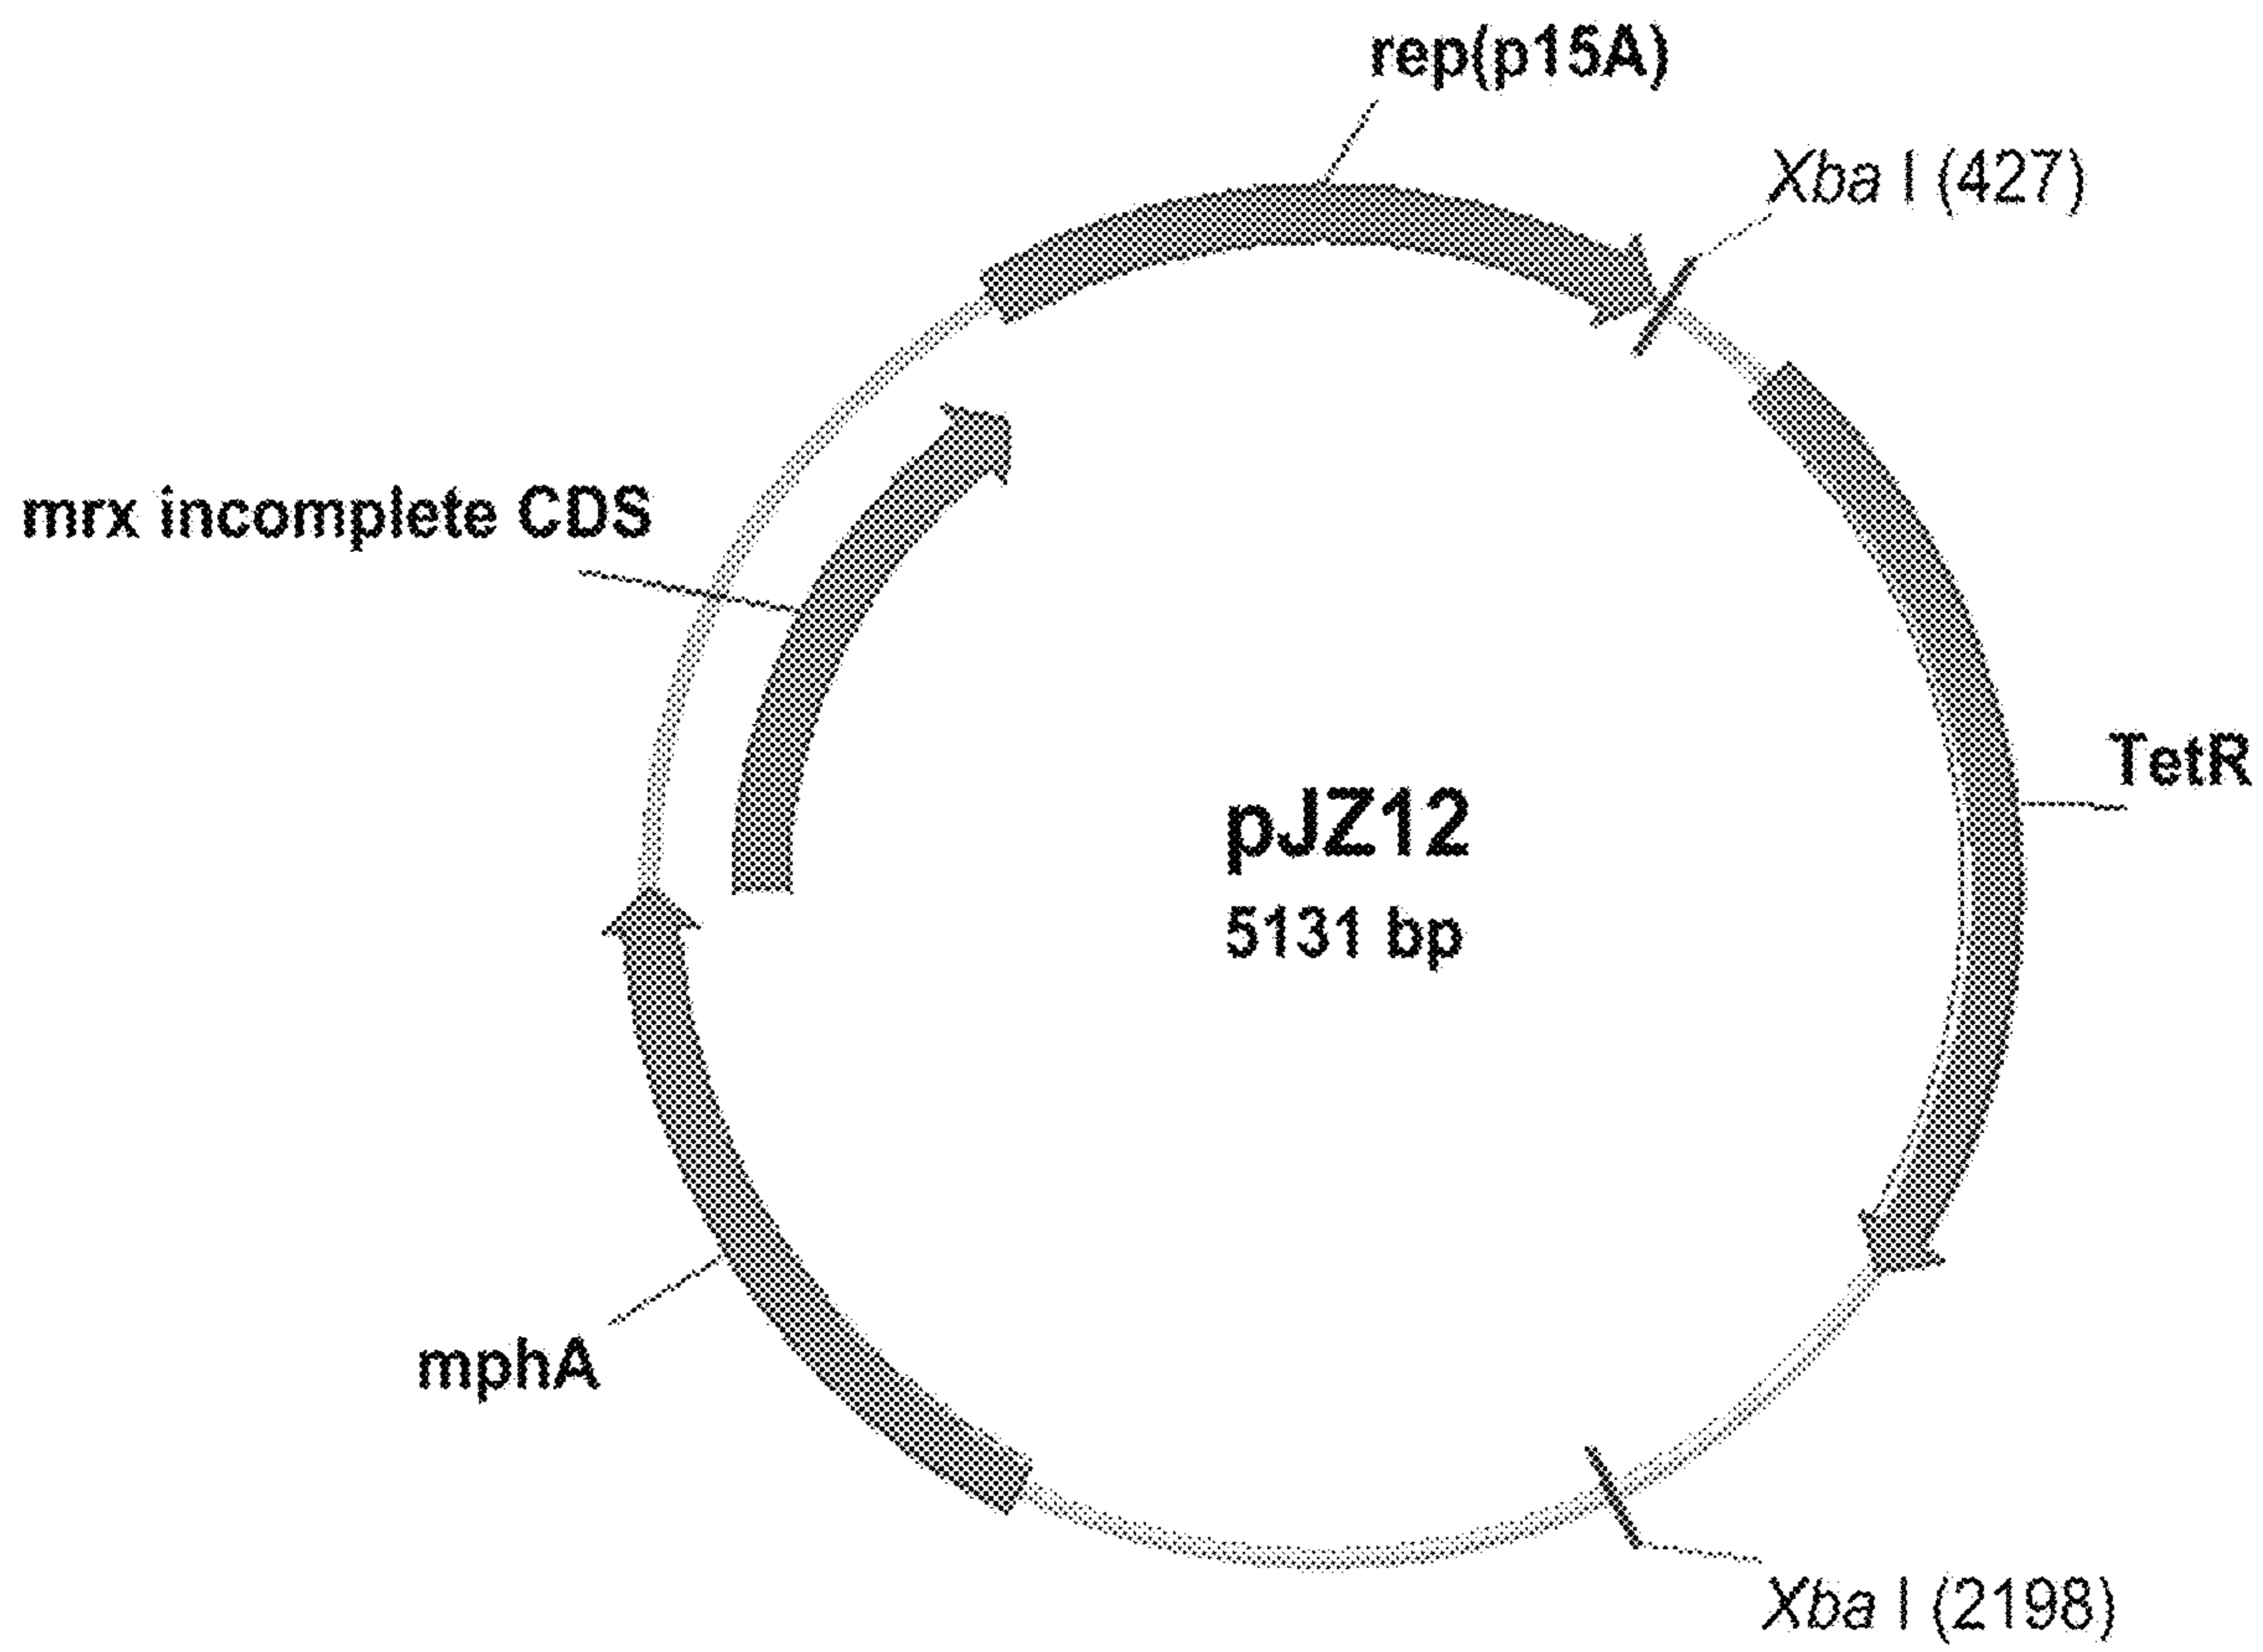 rep(p15A)
Xba I (427)
mrx incomplete CDS
TetR
pJZ12
5131 bp
mphA
Xba I (2198)